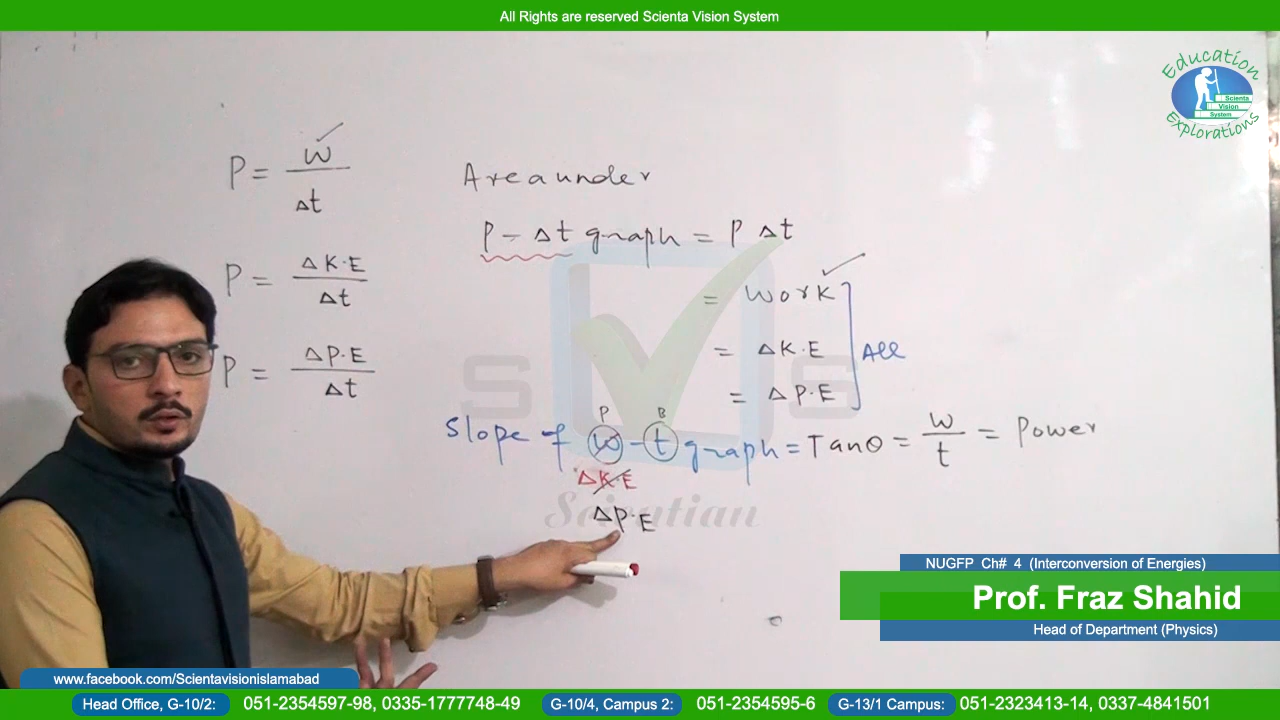 All Rights are reserved Scienta Vision System
Education
Scienta
Vision
System
Explorations
P = W / Δt
P = ΔK.E / Δt
P = ΔP.E / Δt
Area under
P - Δt graph = P Δt
= Work
= ΔK.E
= ΔP.E
All
P B
Slope of W - t graph = Tanθ = W / t = Power
ΔK.E
ΔP.E
S V S
Scientian
NUGFP Ch# 4 (Interconversion of Energies)
Prof. Fraz Shahid
Head of Department (Physics)
www.facebook.com/Scientavisionislamabad
Head Office, G-10/2: 051-2354597-98, 0335-1777748-49 G-10/4, Campus 2: 051-2354595-6 G-13/1 Campus: 051-2323413-14, 0337-4841501